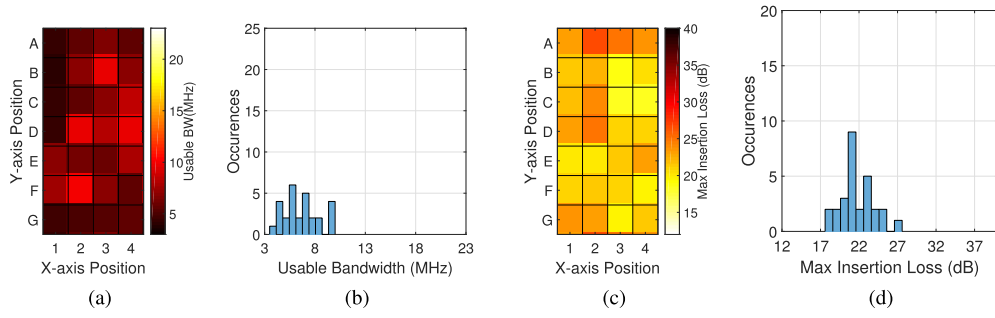 A
B
C
D
E
F
G
1 2 3 4
Y-axis Position
X-axis Position
20
15
10
5
Usable BW(MHz)
(a)
25
20
15
10
5
0
3 8 13 18 23
Occurences
Usable Bandwidth (MHz)
(b)
A
B
C
D
E
F
G
1 2 3 4
Y-axis Position
X-axis Position
40
35
30
25
20
15
Max Insertion Loss (dB)
(c)
20
15
10
5
0
12 17 22 27 32 37
Occurences
Max Insertion Loss (dB)
(d)